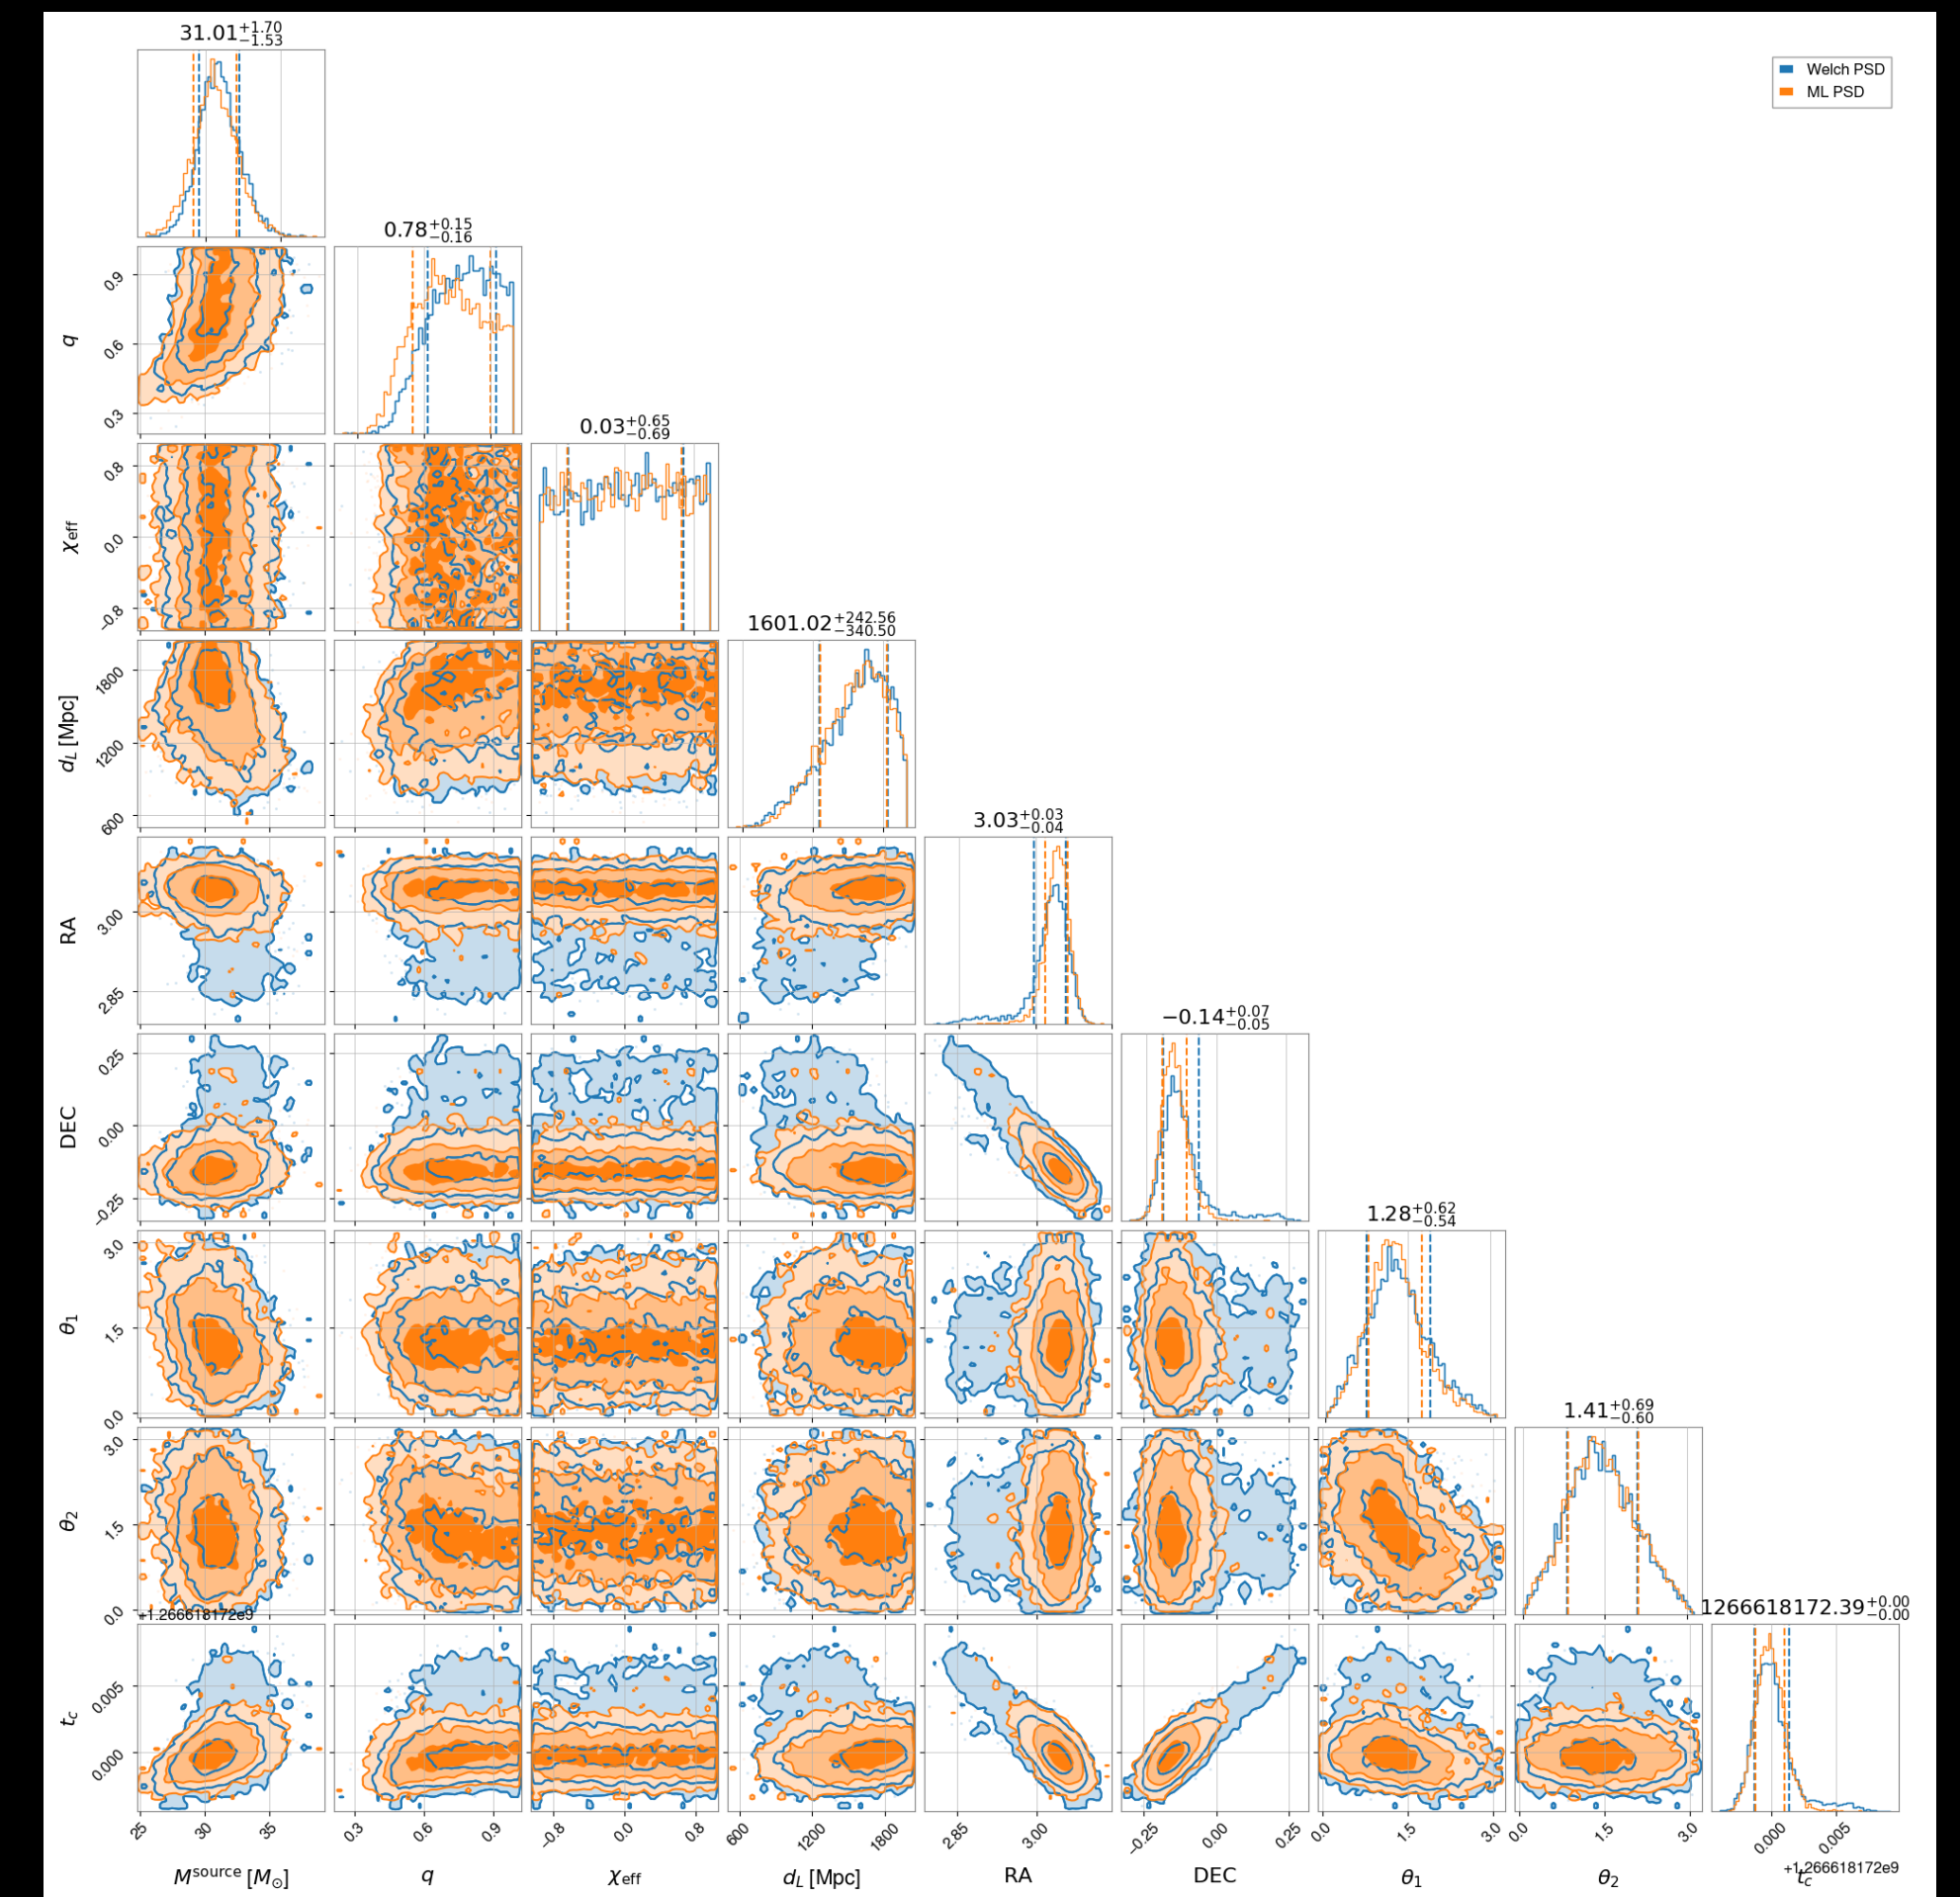 31.01+1.70−1.53
Welch PSD
ML PSD
0.78+0.15−0.16
q
0.9
0.6
0.3
0.03+0.65−0.69
χeff
0.8
0.0
−0.8
1601.02+242.56−340.50
dL [Mpc]
1800
1200
600
3.03+0.03−0.04
RA
3.00
2.85
−0.14+0.07−0.05
DEC
0.25
0.00
−0.25
1.28+0.62−0.54
θ1
3.0
1.5
0.0
1.41+0.69−0.60
θ2
3.0
1.5
0.0
+1.266618172e9
1266618172.39+0.00−0.00
tc
0.005
0.000
25 30 35 0.3 0.6 0.9 −0.8 0.0 0.8 600 1200 1800 2.85 3.00 −0.25 0.00 0.25 0.0 1.5 3.0 0.0 1.5 3.0 0.000 0.005
+1.266618172e9
Msource [M⊙] q χeff dL [Mpc] RA DEC θ1 θ2 tc